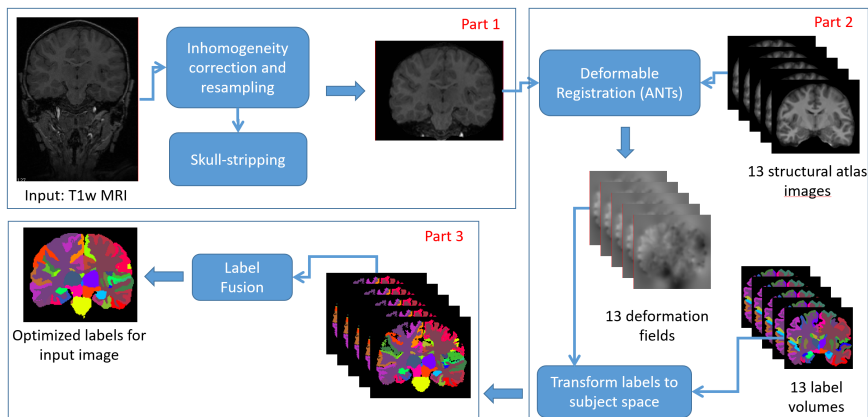 Part 1
Inhomogeneity
correction and
resampling
Skull-stripping
Input: T1w MRI
Part 2
Deformable
Registration (ANTs)
13 structural atlas
images
13 deformation
fields
Transform labels to
subject space
13 label
volumes
Part 3
Label
Fusion
Optimized labels for
input image